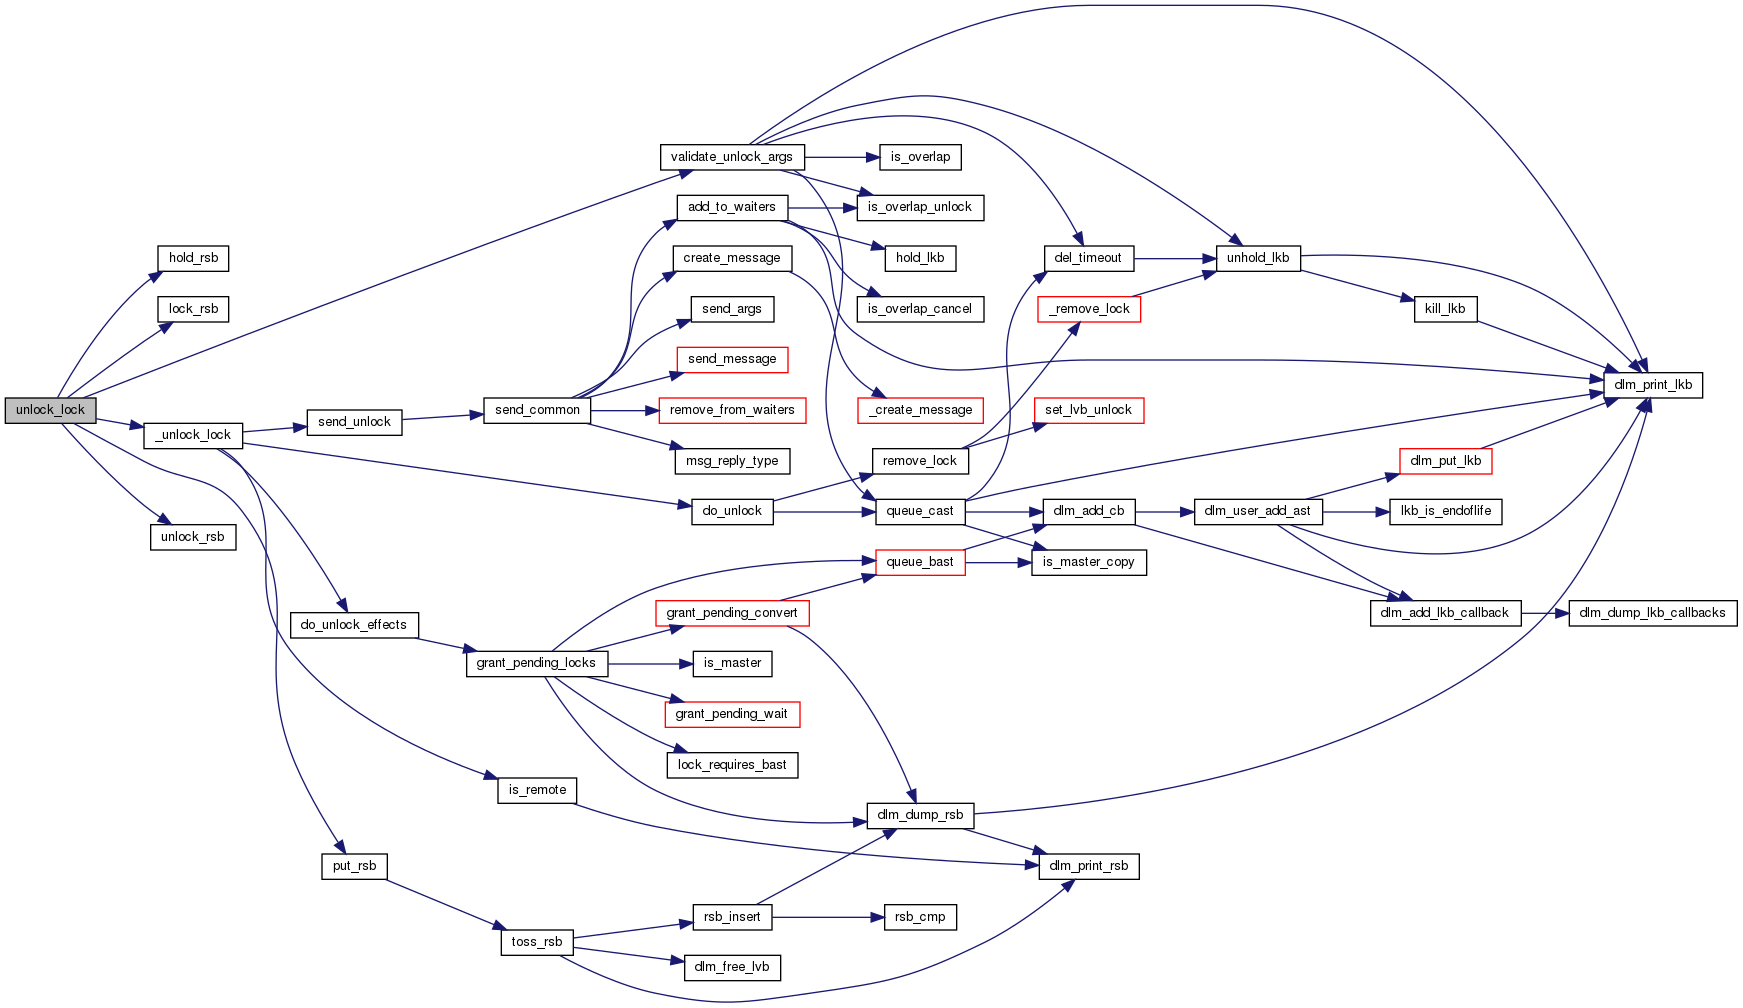 validate_unlock_args
is_overlap
add_to_waiters
is_overlap_unlock
hold_rsb
create_message
hold_lkb
del_timeout
unhold_lkb
lock_rsb
send_args
is_overlap_cancel
_remove_lock
kill_lkb
send_message
dlm_print_lkb
unlock_lock
send_common
remove_from_waiters
_create_message
set_lvb_unlock
send_unlock
_unlock_lock
msg_reply_type
remove_lock
dlm_put_lkb
do_unlock
queue_cast
dlm_add_cb
dlm_user_add_ast
lkb_is_endoflife
unlock_rsb
queue_bast
is_master_copy
do_unlock_effects
grant_pending_convert
dlm_add_lkb_callback
dlm_dump_lkb_callbacks
grant_pending_locks
is_master
grant_pending_wait
lock_requires_bast
is_remote
dlm_dump_rsb
put_rsb
dlm_print_rsb
rsb_insert
rsb_cmp
toss_rsb
dlm_free_lvb